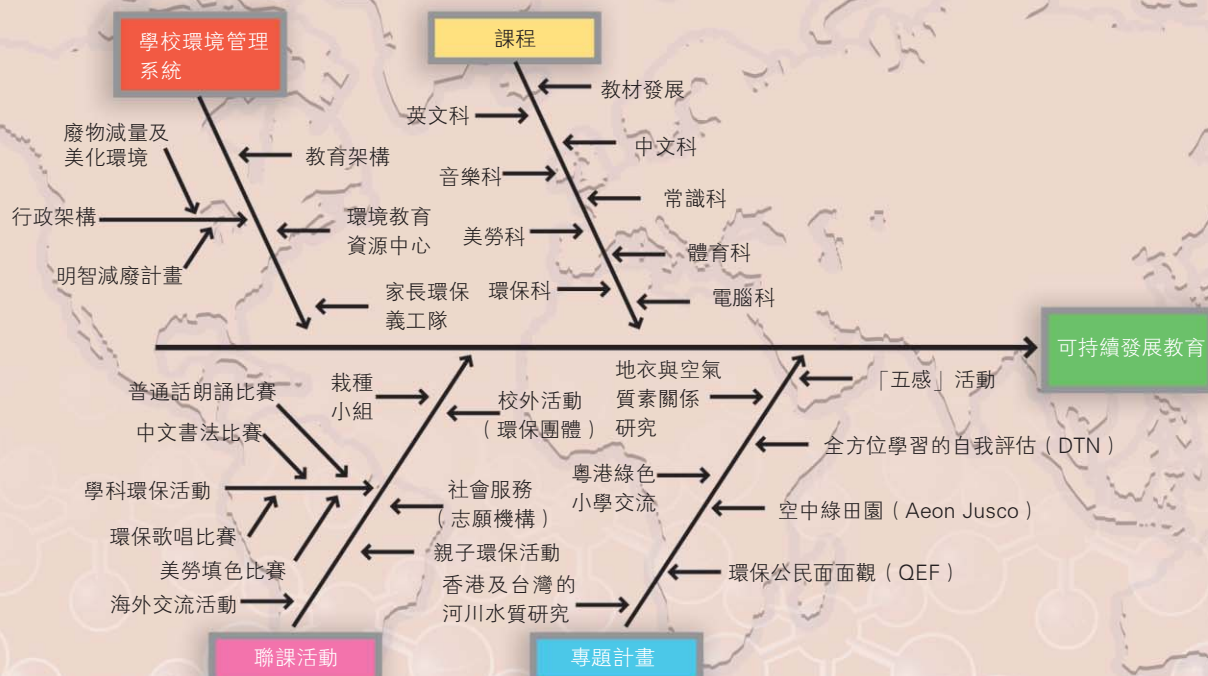 學校環境管理
系統
課程
廢物減量及
美化環境
教育架構
行政架構
環境教育
資源中心
明智減廢計畫
家長環保
義工隊
教材發展
英文科
中文科
音樂科
常識科
美勞科
體育科
環保科
電腦科
可持續發展教育
普通話朗誦比賽
中文書法比賽
學科環保活動
環保歌唱比賽
美勞填色比賽
海外交流活動
栽種
小組
校外活動
(環保團體)
社會服務
(志願機構)
親子環保活動
聯課活動
地衣與空氣
質素關係
研究
「五感」活動
全方位學習的自我評估(DTN)
粵港綠色
小學交流
空中綠田園(Aeon Jusco)
環保公民面面觀(QEF)
香港及台灣的
河川水質研究
專題計畫